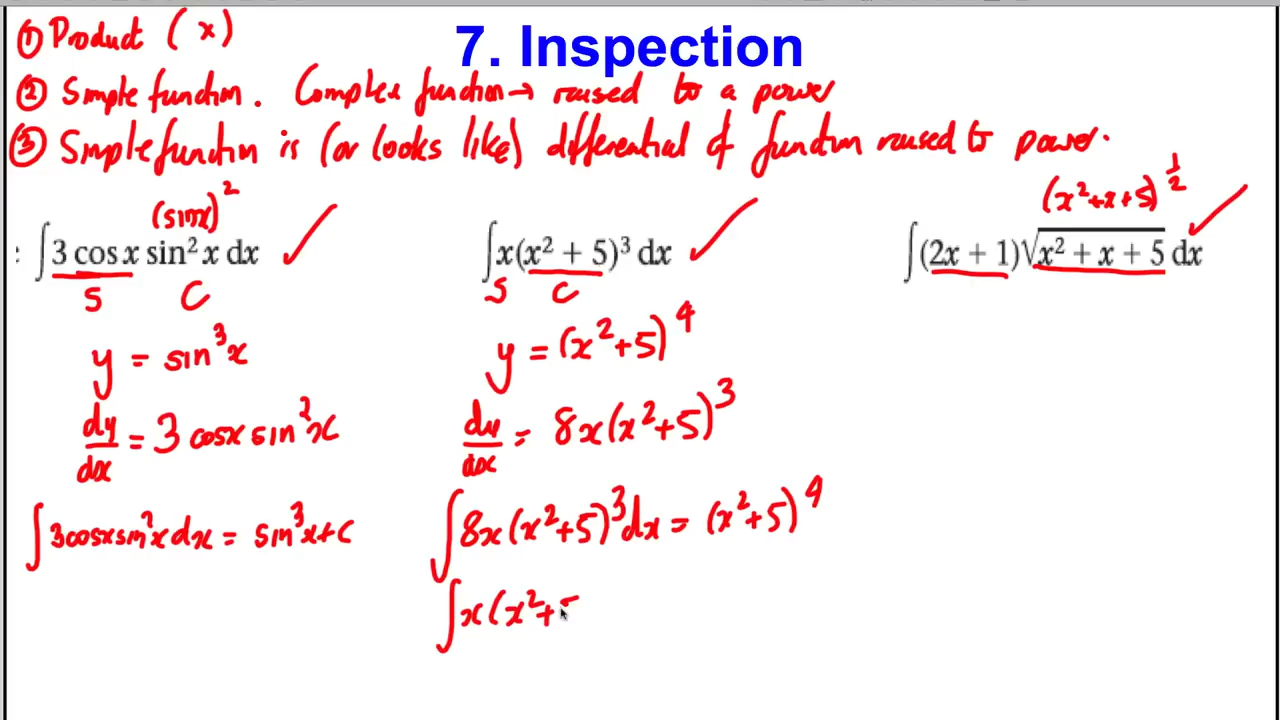 7. Inspection
① Product (x)
② Simple function. Complex function → raised to a power
③ Simple function is (or looks like) differential of function raised to power.
(sinx)²
: ∫3 cos x sin² x dx ✓
S C
y = sin³x
dy/dx = 3 cosx sin²x
∫3cosxsin²x dx = sin³x+c
∫x(x² + 5)³ dx ✓
S C
y = (x²+5)⁴
dy/dx = 8x(x²+5)³
∫8x(x²+5)³dx = (x²+5)⁴
∫x(x²+5
(x²+x+5)^½
∫(2x + 1)√(x² + x + 5) dx ✓